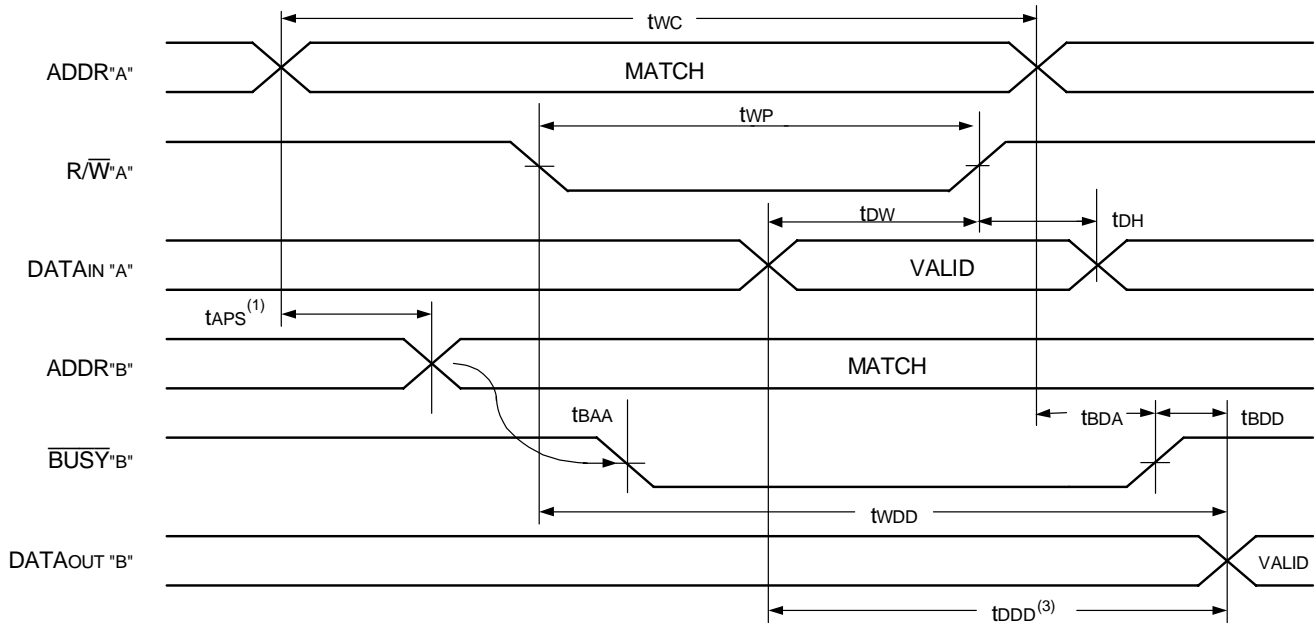 tWC
ADDR"A"
MATCH
tWP
R/W̅"A"
tDW
tDH
DATAIN "A"
VALID
tAPS(1)
ADDR"B"
MATCH
tBAA
tBDA
tBDD
B̅U̅S̅Y̅"B"
tWDD
DATAOUT "B"
VALID
tDDD(3)